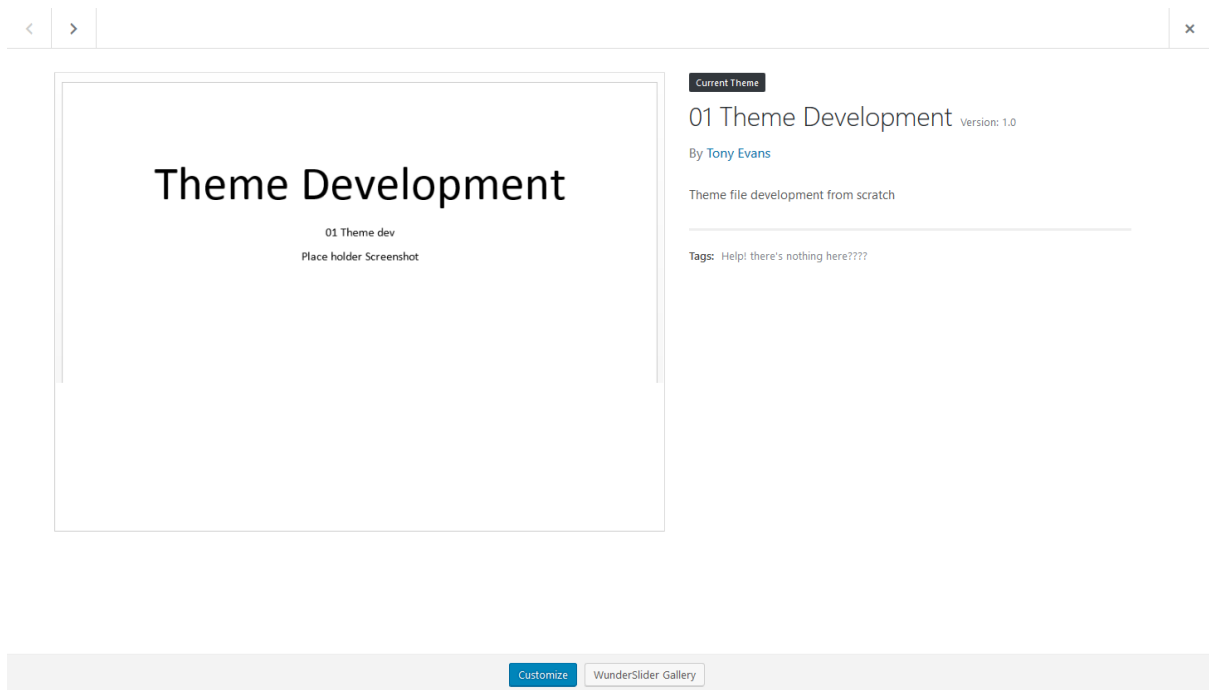 Current Theme
01 Theme Development Version: 1.0
By Tony Evans
Theme file development from scratch
Tags: Help! there's nothing here????
Theme Development
01 Theme dev
Place holder Screenshot
Customize WunderSlider Gallery